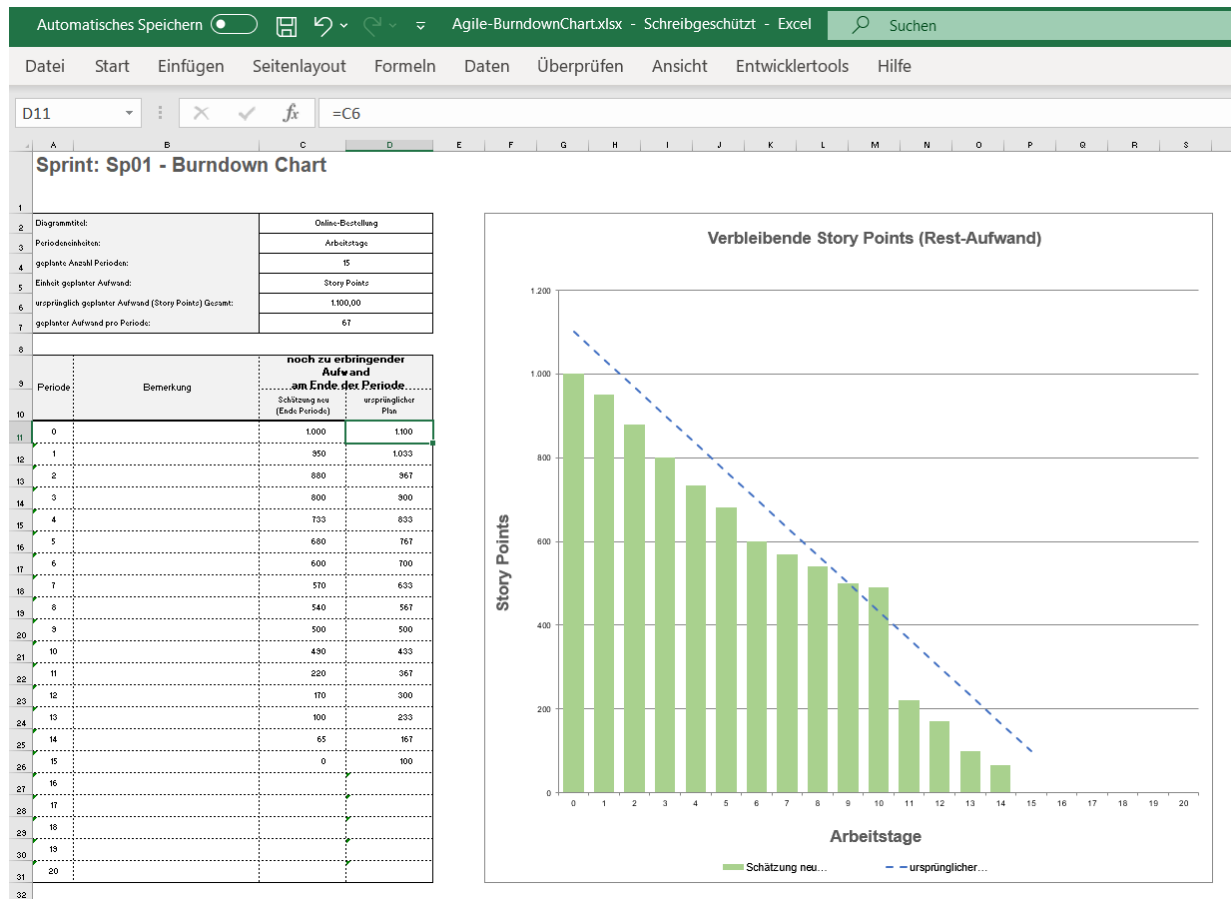 Automatisches Speichern
Agile-BurndownChart.xlsx - Schreibgeschützt - Excel
Suchen
Datei Start Einfügen Seitenlayout Formeln Daten Überprüfen Ansicht Entwicklertools Hilfe
D11 fx =C6
A B C D E F G H I J K L M N O P Q R S
Sprint: Sp01 - Burndown Chart
1
2 Diagrammtitel: Online-Bestellung
3 Periodeneinheiten: Arbeitstage
4 geplante Anzahl Perioden: 15
5 Einheit geplanter Aufwand: Story Points
6 ursprünglich geplanter Aufwand (Story Points) Gesamt: 1.100,00
7 geplanter Aufwand pro Periode: 67
8
noch zu erbringender
Aufwand
9 Periode Bemerkung am Ende der Periode
Schätzung neu ursprünglicher
10 (Ende Periode) Plan
11 0 1.000 1.100
12 1 950 1.033
13 2 880 967
14 3 800 900
15 4 733 833
16 5 680 767
17 6 600 700
18 7 570 633
19 8 540 567
20 9 500 500
21 10 490 433
22 11 220 367
23 12 170 300
24 13 100 233
25 14 65 167
26 15 0 100
27 16
28 17
29 18
30 19
31 20
32
Verbleibende Story Points (Rest-Aufwand)
1.200
1.000
800
600
400
200
0
Story Points
0 1 2 3 4 5 6 7 8 9 10 11 12 13 14 15 16 17 18 19 20
Arbeitstage
Schätzung neu... ursprünglicher...